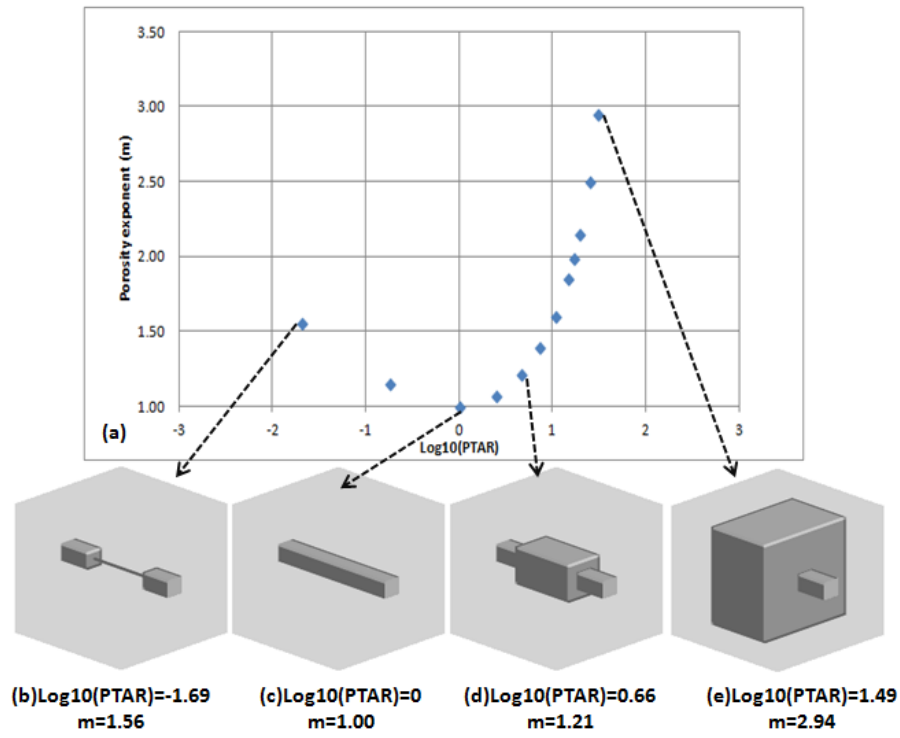 3.50
3.00
2.50
2.00
1.50
1.00
Porosity exponent (m)
-3 -2 -1 0 1 2 3
Log10(PTAR)
(a)
(b)Log10(PTAR)=-1.69
m=1.56
(c)Log10(PTAR)=0
m=1.00
(d)Log10(PTAR)=0.66
m=1.21
(e)Log10(PTAR)=1.49
m=2.94